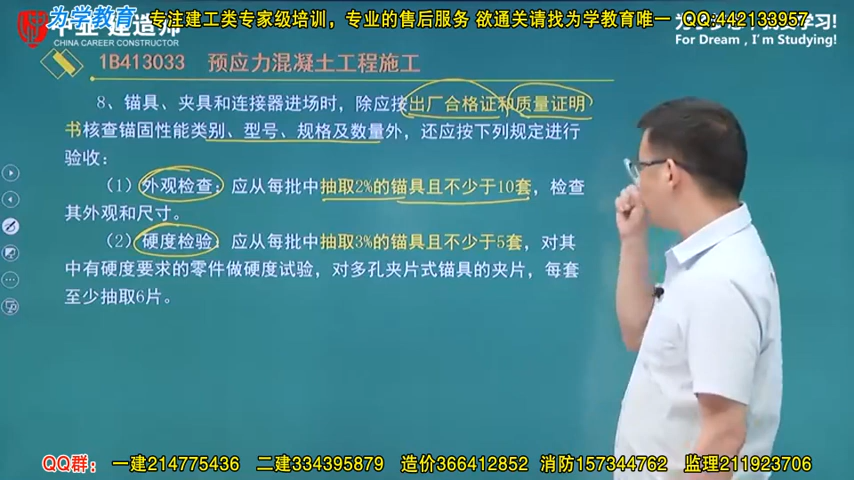 为学教育 专注建工类专家级培训，专业的售后服务 欲通关请找为学教育唯一 QQ:442133957
CHINA CAREER CONSTRUCTOR
For Dream, I'm Studying!
1B413033 预应力混凝土工程施工
8、锚具、夹具和连接器进场时，除应按出厂合格证和质量证明
书核查锚固性能类别、型号、规格及数量外，还应按下列规定进行
验收：
（1）外观检查：应从每批中抽取2%的锚具且不少于10套，检查
其外观和尺寸。
（2）硬度检验：应从每批中抽取3%的锚具且不少于5套，对其
中有硬度要求的零件做硬度试验，对多孔夹片式锚具的夹片，每套
至少抽取6片。
QQ群： 一建214775436 二建334395879 造价366412852 消防157344762 监理211923706